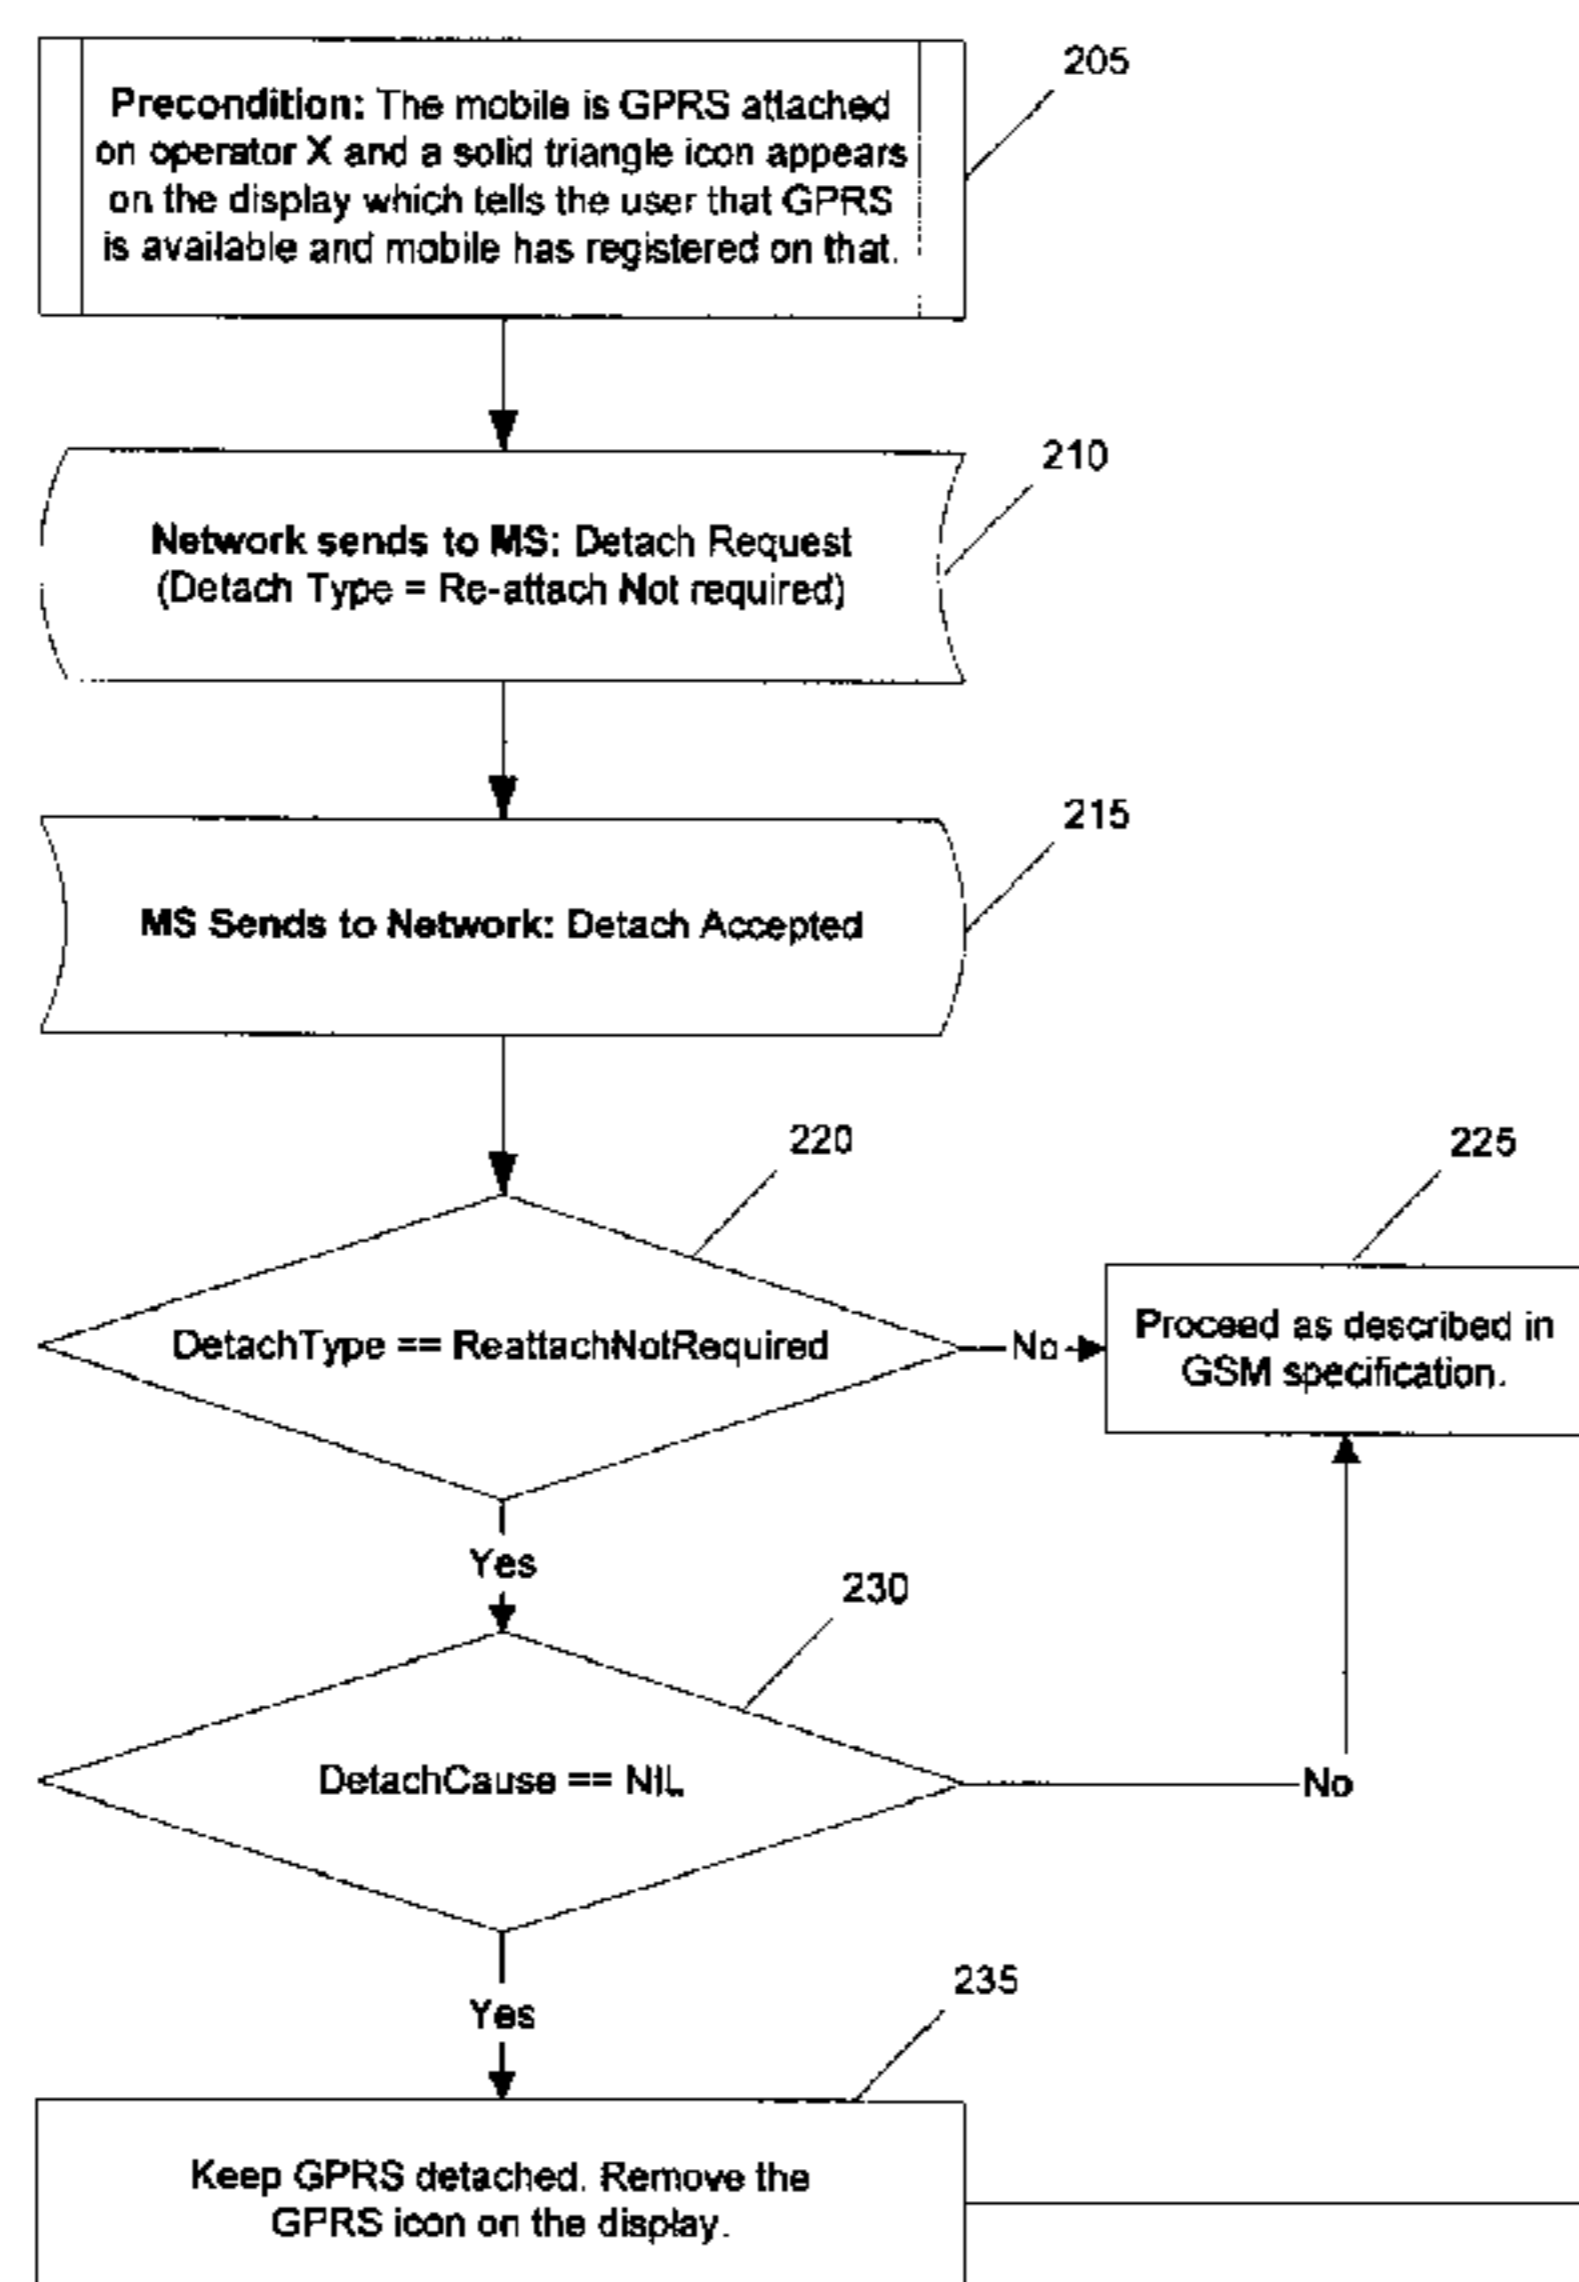 205
Precondition: The mobile is GPRS attached
on operator X and a solid triangle icon appears
on the display which tells the user that GPRS
is available and mobile has registered on that.
210
Network sends to MS: Detach Request
(Detach Type = Re-attach Not required)
215
MS Sends to Network: Detach Accepted
220
225
DetachType == ReattachNotRequired
No
Proceed as described in
GSM specification.
Yes
230
DetachCause == NIL
No
Yes
235
Keep GPRS detached. Remove the
GPRS icon on the display.